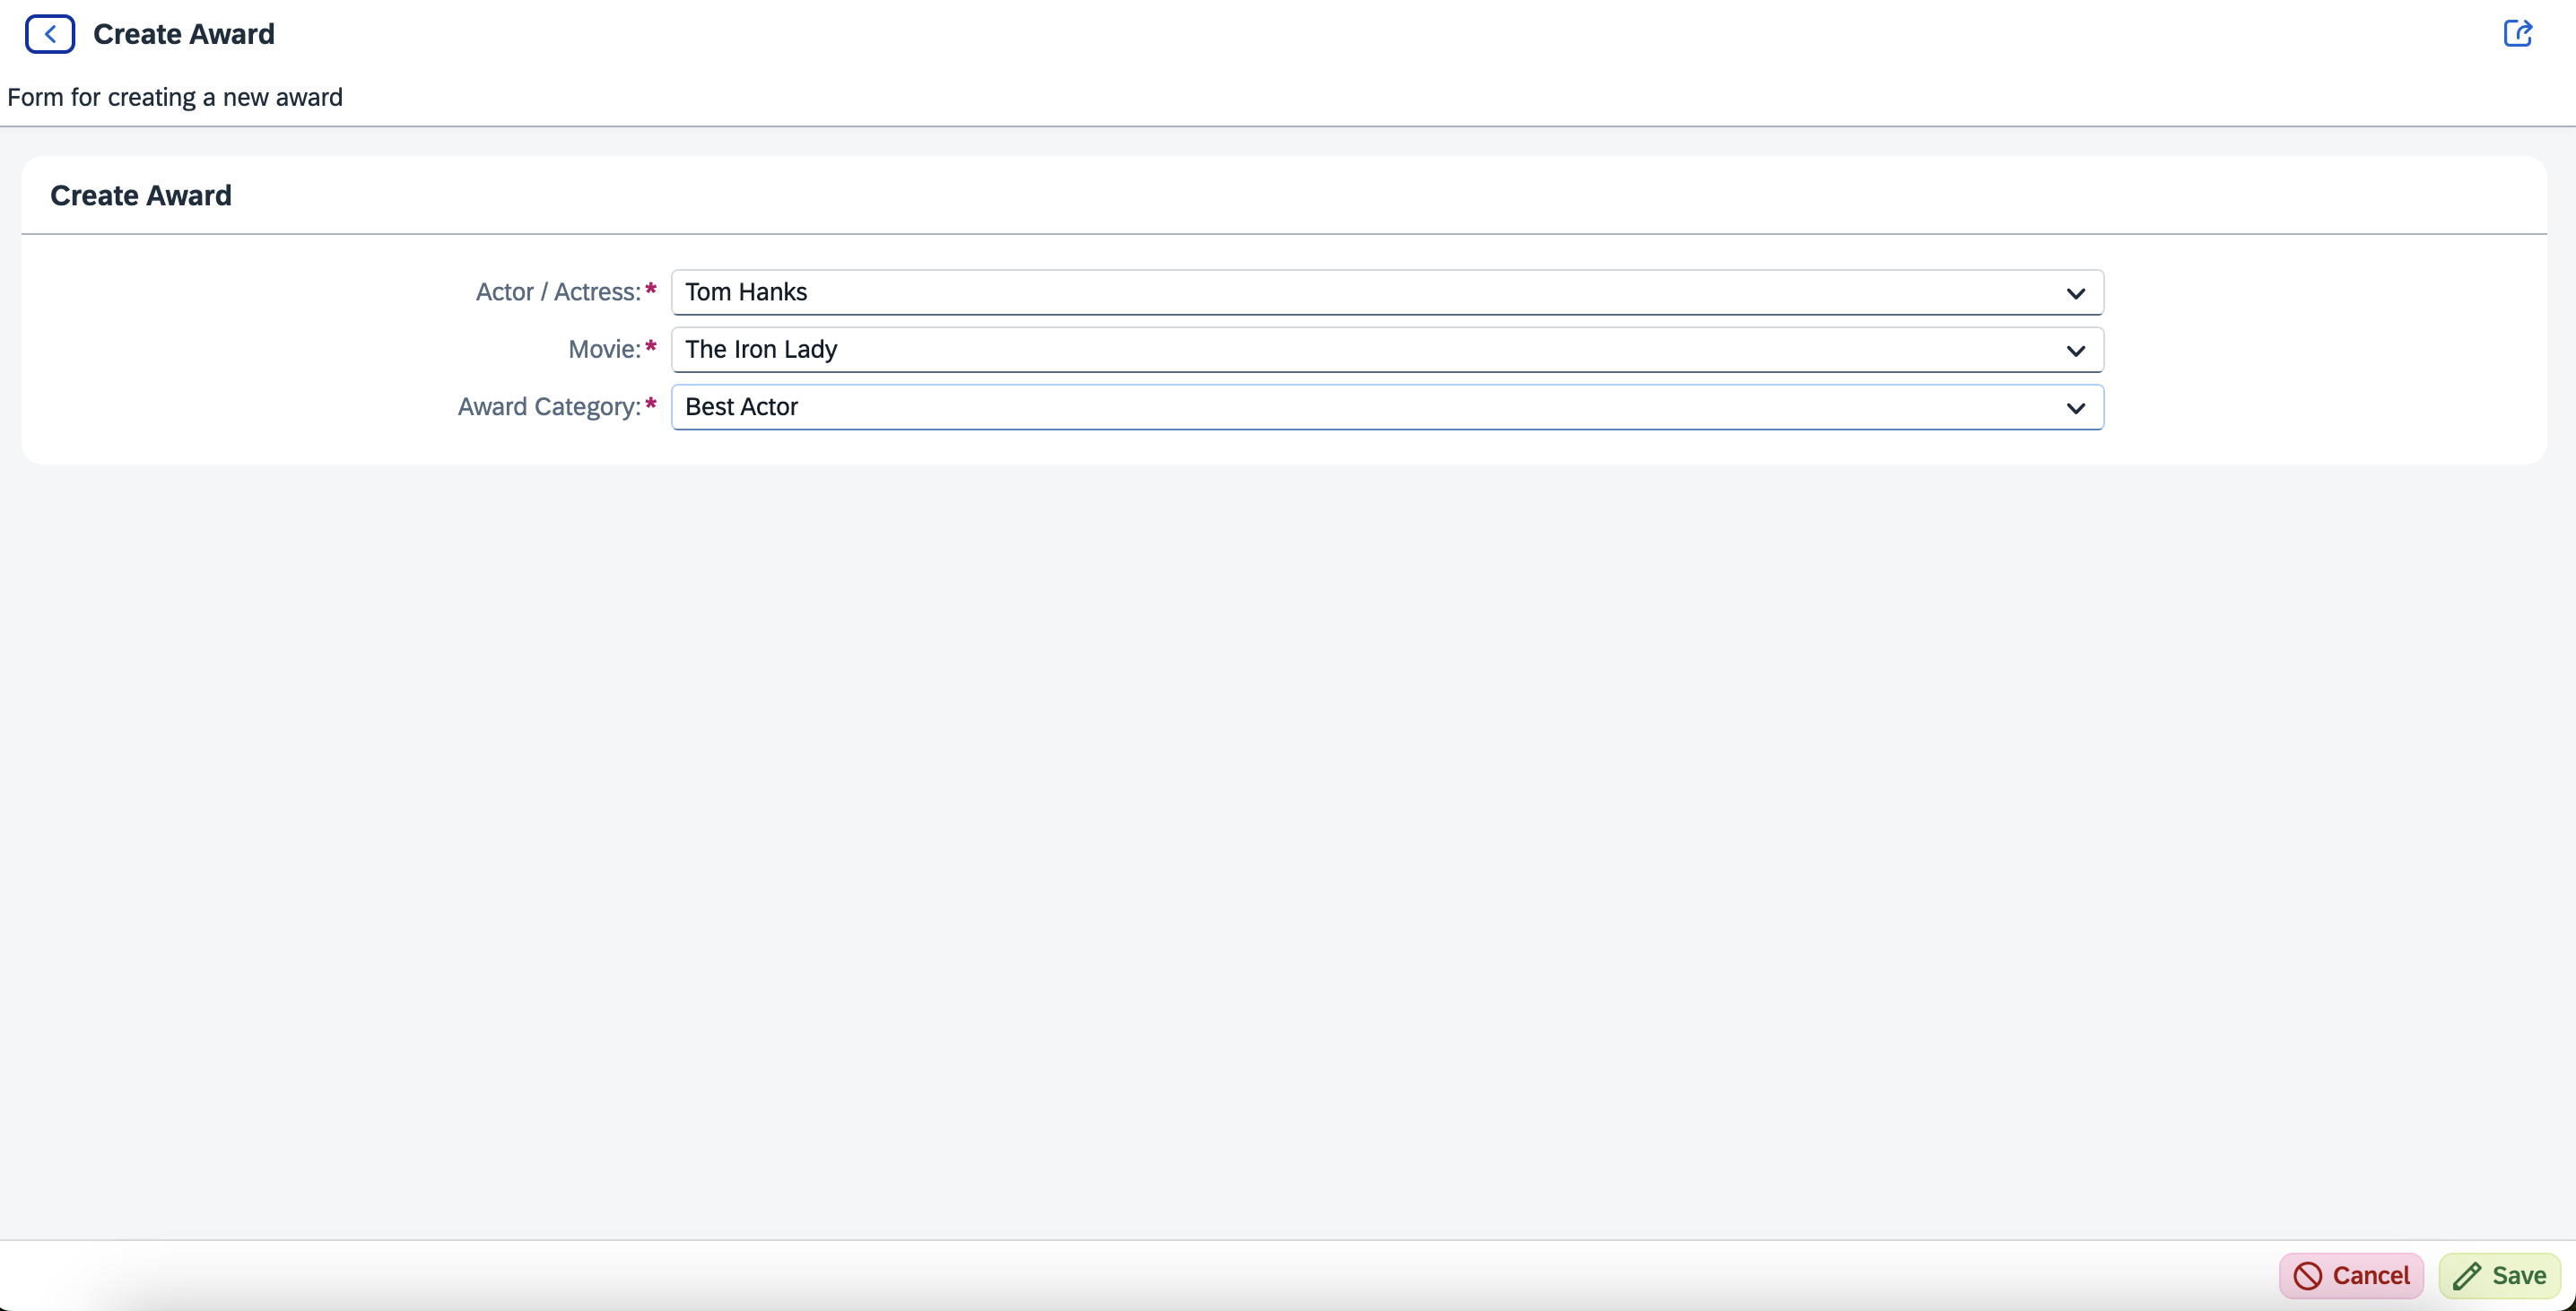 Create Award
Form for creating a new award
Create Award
Actor / Actress:* Tom Hanks
Movie:* The Iron Lady
Award Category:* Best Actor
Cancel Save